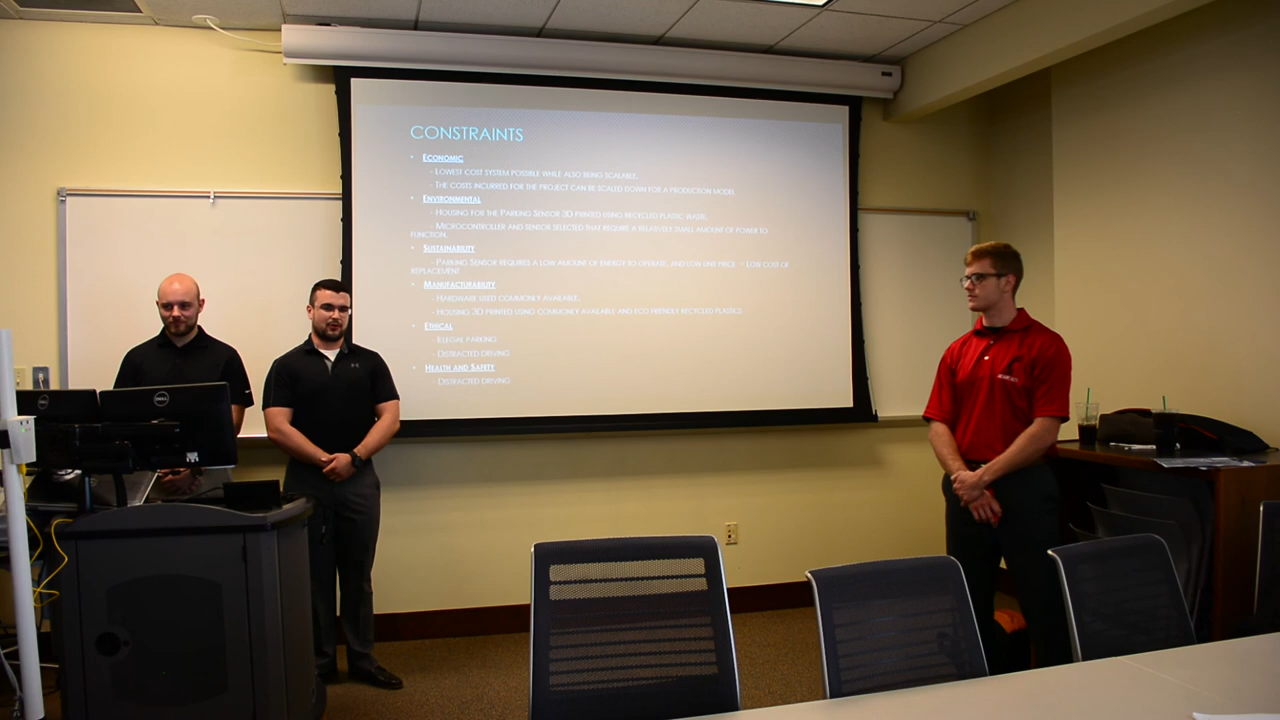 CONSTRAINTS
• ECONOMIC
- LOWEST COST SYSTEM POSSIBLE WHILE ALSO BEING SCALABLE.
- THE COSTS INCURRED FOR THE PROJECT CAN BE SCALED DOWN FOR A PRODUCTION MODEL
• ENVIRONMENTAL
- HOUSING FOR THE PARKING SENSOR 3D PRINTED USING RECYCLED PLASTIC WASTE.
- MICROCONTROLLER AND SENSOR SELECTED THAT REQUIRE A RELATIVELY SMALL AMOUNT OF POWER TO
FUNCTION.
• SUSTAINABILITY
- PARKING SENSOR REQUIRES A LOW AMOUNT OF ENERGY TO OPERATE, AND LOW UNIT PRICE = LOW COST OF
REPLACEMENT
• MANUFACTURABILITY
- HARDWARE USED COMMONLY AVAILABLE.
- HOUSING 3D PRINTED USING COMMONLY AVAILABLE AND ECO FRIENDLY RECYCLED PLASTICS
• ETHICAL
- ILLEGAL PARKING
- DISTRACTED DRIVING
• HEALTH AND SAFETY
- DISTRACTED DRIVING
DELL
DELL